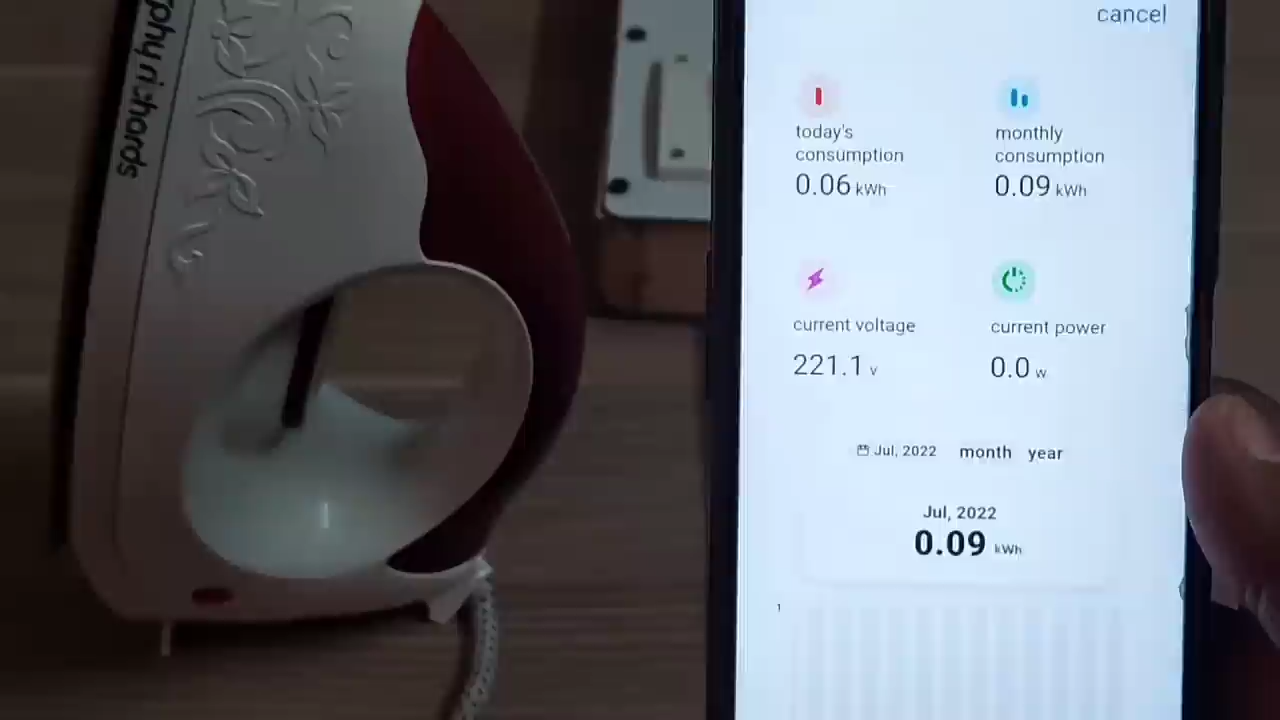 phy richards
cancel
today's
consumption
0.06 kWh
monthly
consumption
0.09 kWh
current voltage
221.1 v
current power
0.0 w
Jul, 2022 month year
Jul, 2022
0.09 kWh
1